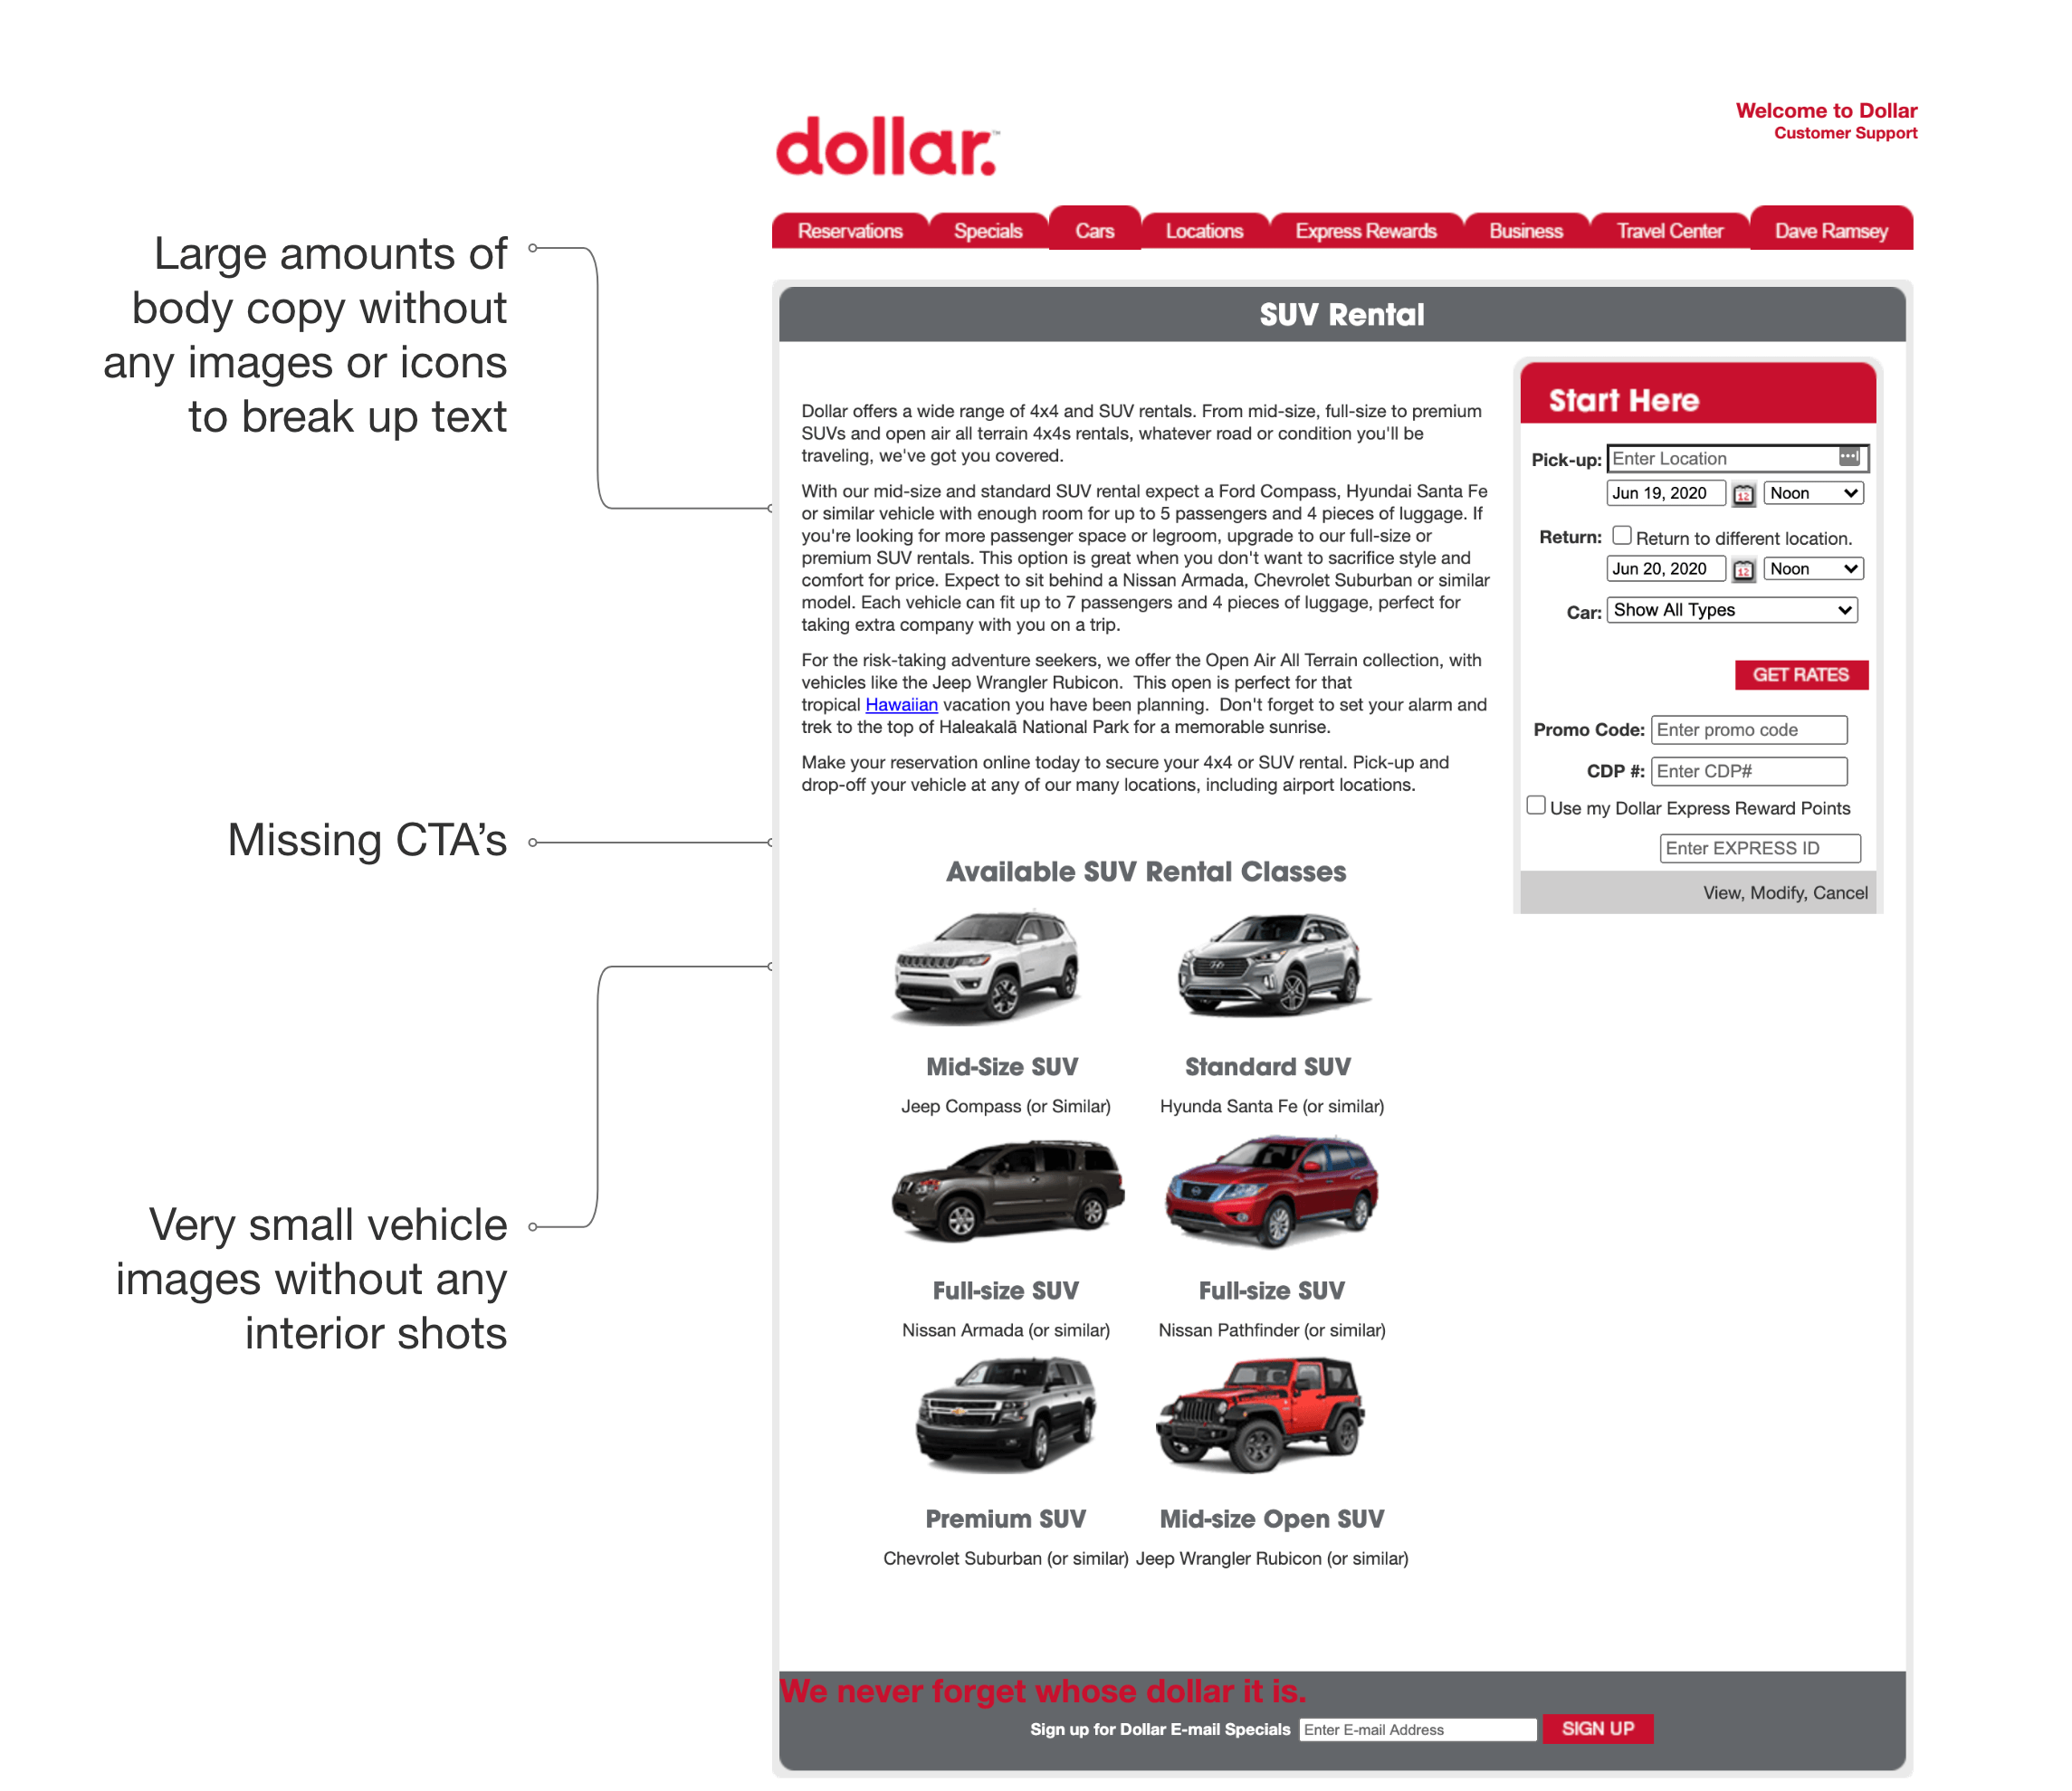 Welcome to Dollar
Customer Support
dollar.™
Reservations
Specials
Cars
Locations
Express Rewards
Business
Travel Center
Dave Ramsey
Large amounts of
body copy without
any images or icons
to break up text
Missing CTA’s
Very small vehicle
images without any
interior shots
SUV Rental
Dollar offers a wide range of 4x4 and SUV rentals. From mid-size, full-size to premium
SUVs and open air all terrain 4x4s rentals, whatever road or condition you'll be
traveling, we've got you covered.
With our mid-size and standard SUV rental expect a Ford Compass, Hyundai Santa Fe
or similar vehicle with enough room for up to 5 passengers and 4 pieces of luggage. If
you're looking for more passenger space or legroom, upgrade to our full-size or
premium SUV rentals. This option is great when you don't want to sacrifice style and
comfort for price. Expect to sit behind a Nissan Armada, Chevrolet Suburban or similar
model. Each vehicle can fit up to 7 passengers and 4 pieces of luggage, perfect for
taking extra company with you on a trip.
For the risk-taking adventure seekers, we offer the Open Air All Terrain collection, with
vehicles like the Jeep Wrangler Rubicon.  This open is perfect for that
tropical Hawaiian vacation you have been planning.  Don't forget to set your alarm and
trek to the top of Haleakalā National Park for a memorable sunrise.
Make your reservation online today to secure your 4x4 or SUV rental. Pick-up and
drop-off your vehicle at any of our many locations, including airport locations.
Start Here
Pick-up: Enter Location
Jun 19, 2020 12 Noon
Return: Return to different location.
Jun 20, 2020 12 Noon
Car: Show All Types
GET RATES
Promo Code: Enter promo code
CDP #: Enter CDP#
Use my Dollar Express Reward Points
Enter EXPRESS ID
View, Modify, Cancel
Available SUV Rental Classes
Mid-Size SUV
Jeep Compass (or Similar)
Standard SUV
Hyunda Santa Fe (or similar)
Full-size SUV
Nissan Armada (or similar)
Full-size SUV
Nissan Pathfinder (or similar)
Premium SUV
Chevrolet Suburban (or similar)
Mid-size Open SUV
Jeep Wrangler Rubicon (or similar)
We never forget whose dollar it is.
Sign up for Dollar E-mail Specials Enter E-mail Address SIGN UP